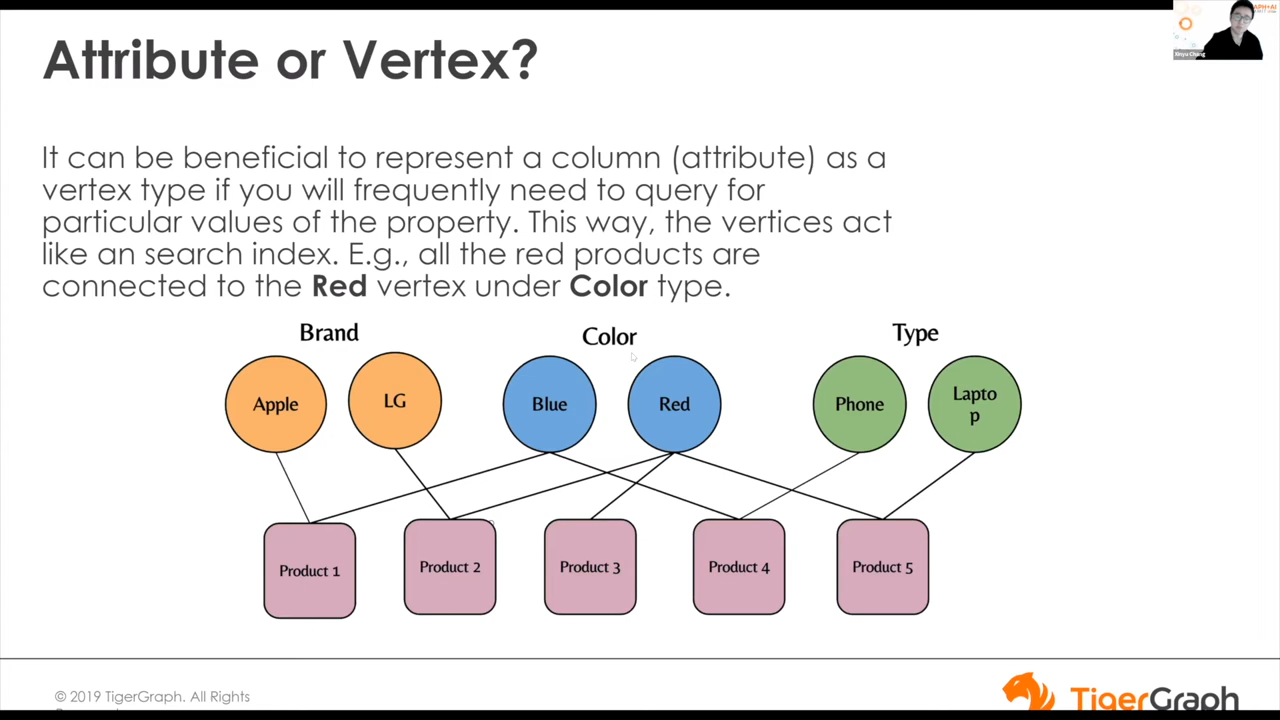 Attribute or Vertex?
It can be beneficial to represent a column (attribute) as a
vertex type if you will frequently need to query for
particular values of the property. This way, the vertices act
like an search index. E.g., all the red products are
connected to the Red vertex under Color type.
Brand
Color
Type
Apple
LG
Blue
Red
Phone
Lapto
p
Product 1
Product 2
Product 3
Product 4
Product 5
© 2019 TigerGraph. All Rights
TigerGraph
Xinyu Chang